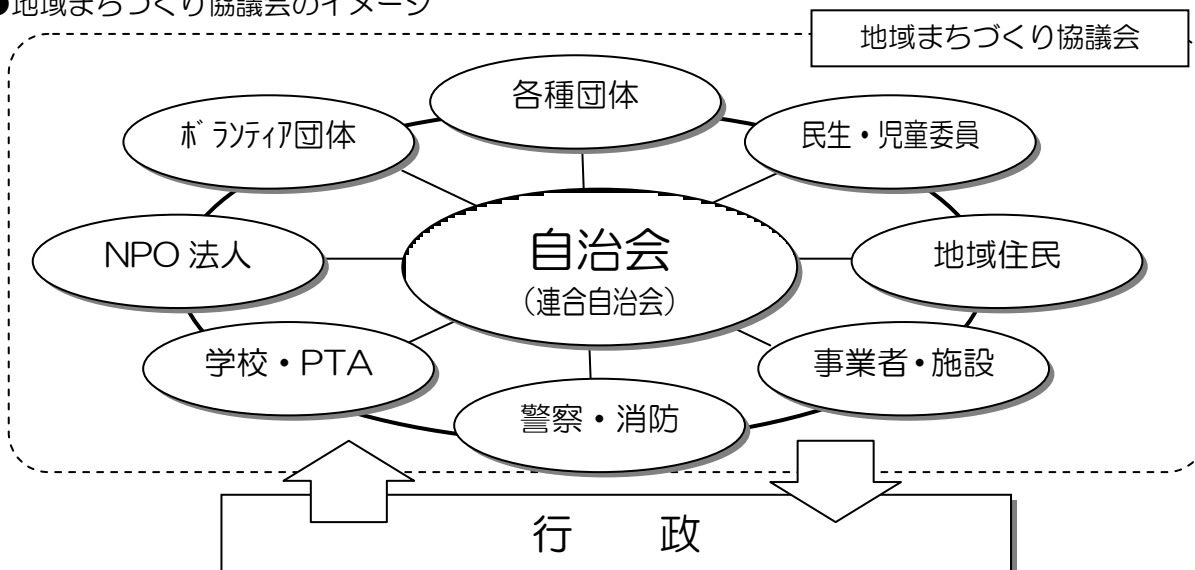 ●地域まちづくり協議会のイメージ
地域まちづくり協議会
各種団体
ボランティア団体
民生・児童委員
NPO 法人
自治会
（連合自治会）
地域住民
学校・PTA
事業者・施設
警察・消防
行　政